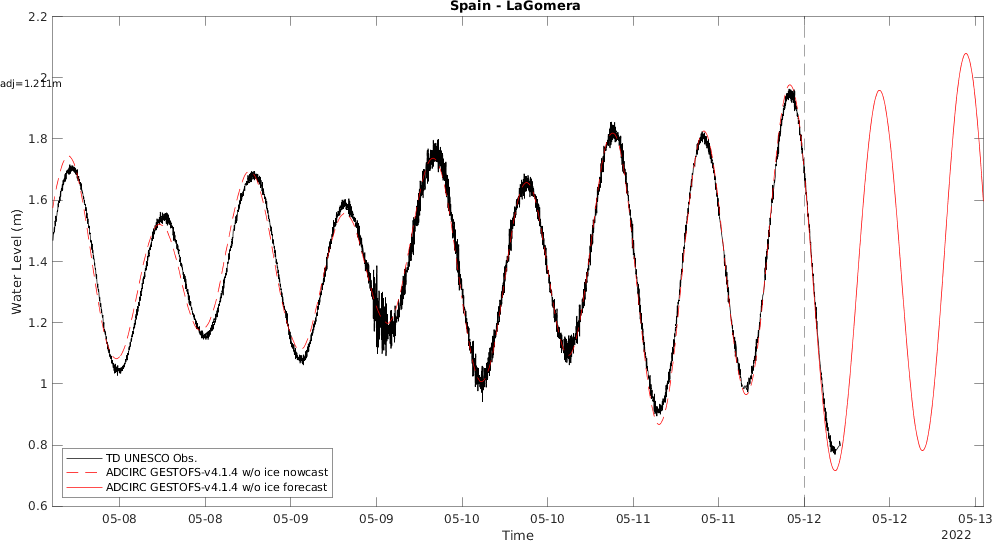 Spain - LaGomera
2.2
2
adj=1.211m
1.8
1.6
1.4
1.2
1
0.8
0.6
Water Level (m)
TD UNESCO Obs.
ADCIRC GESTOFS-v4.1.4 w/o ice nowcast
ADCIRC GESTOFS-v4.1.4 w/o ice forecast
05-08 05-08 05-09 05-09 05-10 05-10 05-11 05-11 05-12 05-12 05-13
Time
2022